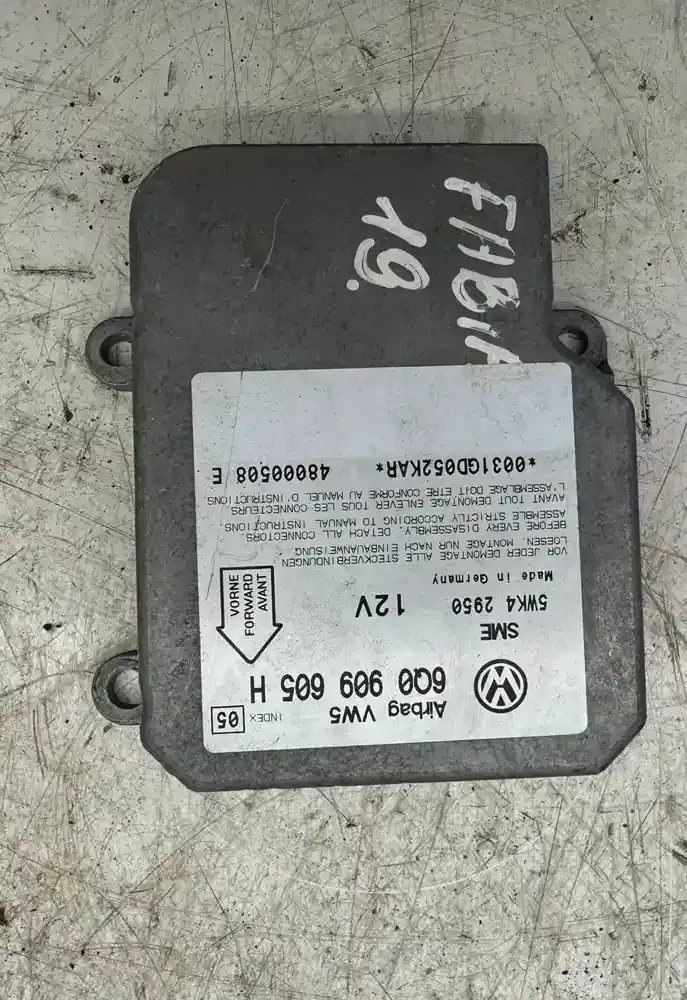 FABIA
19.
Airbag VW5
INDEX 05
6Q0 909 605 H
SME
5WK4 2950
12V
Made in Germany
VORNE
FORWARD
AVANT
VOR JEDER DEMONTAGE ALLE STECKVERBINDUNGEN
LOESEN. MONTAGE NUR NACH EINBAUANWEISUNG.
BEFORE EVERY DISASSEMBLY, DETACH ALL CONNECTORS.
ASSEMBLE STRICTLY ACCORDING TO MANUAL INSTRUCTIONS.
AVANT TOUT DEMONTAGE ENLEVER TOUS LES CONNECTEURS.
L'ASSEMBLAGE DOIT ETRE CONFORME AU MANUEL D'INSTRUCTIONS.
*0031GD052KAR* 48000508 E